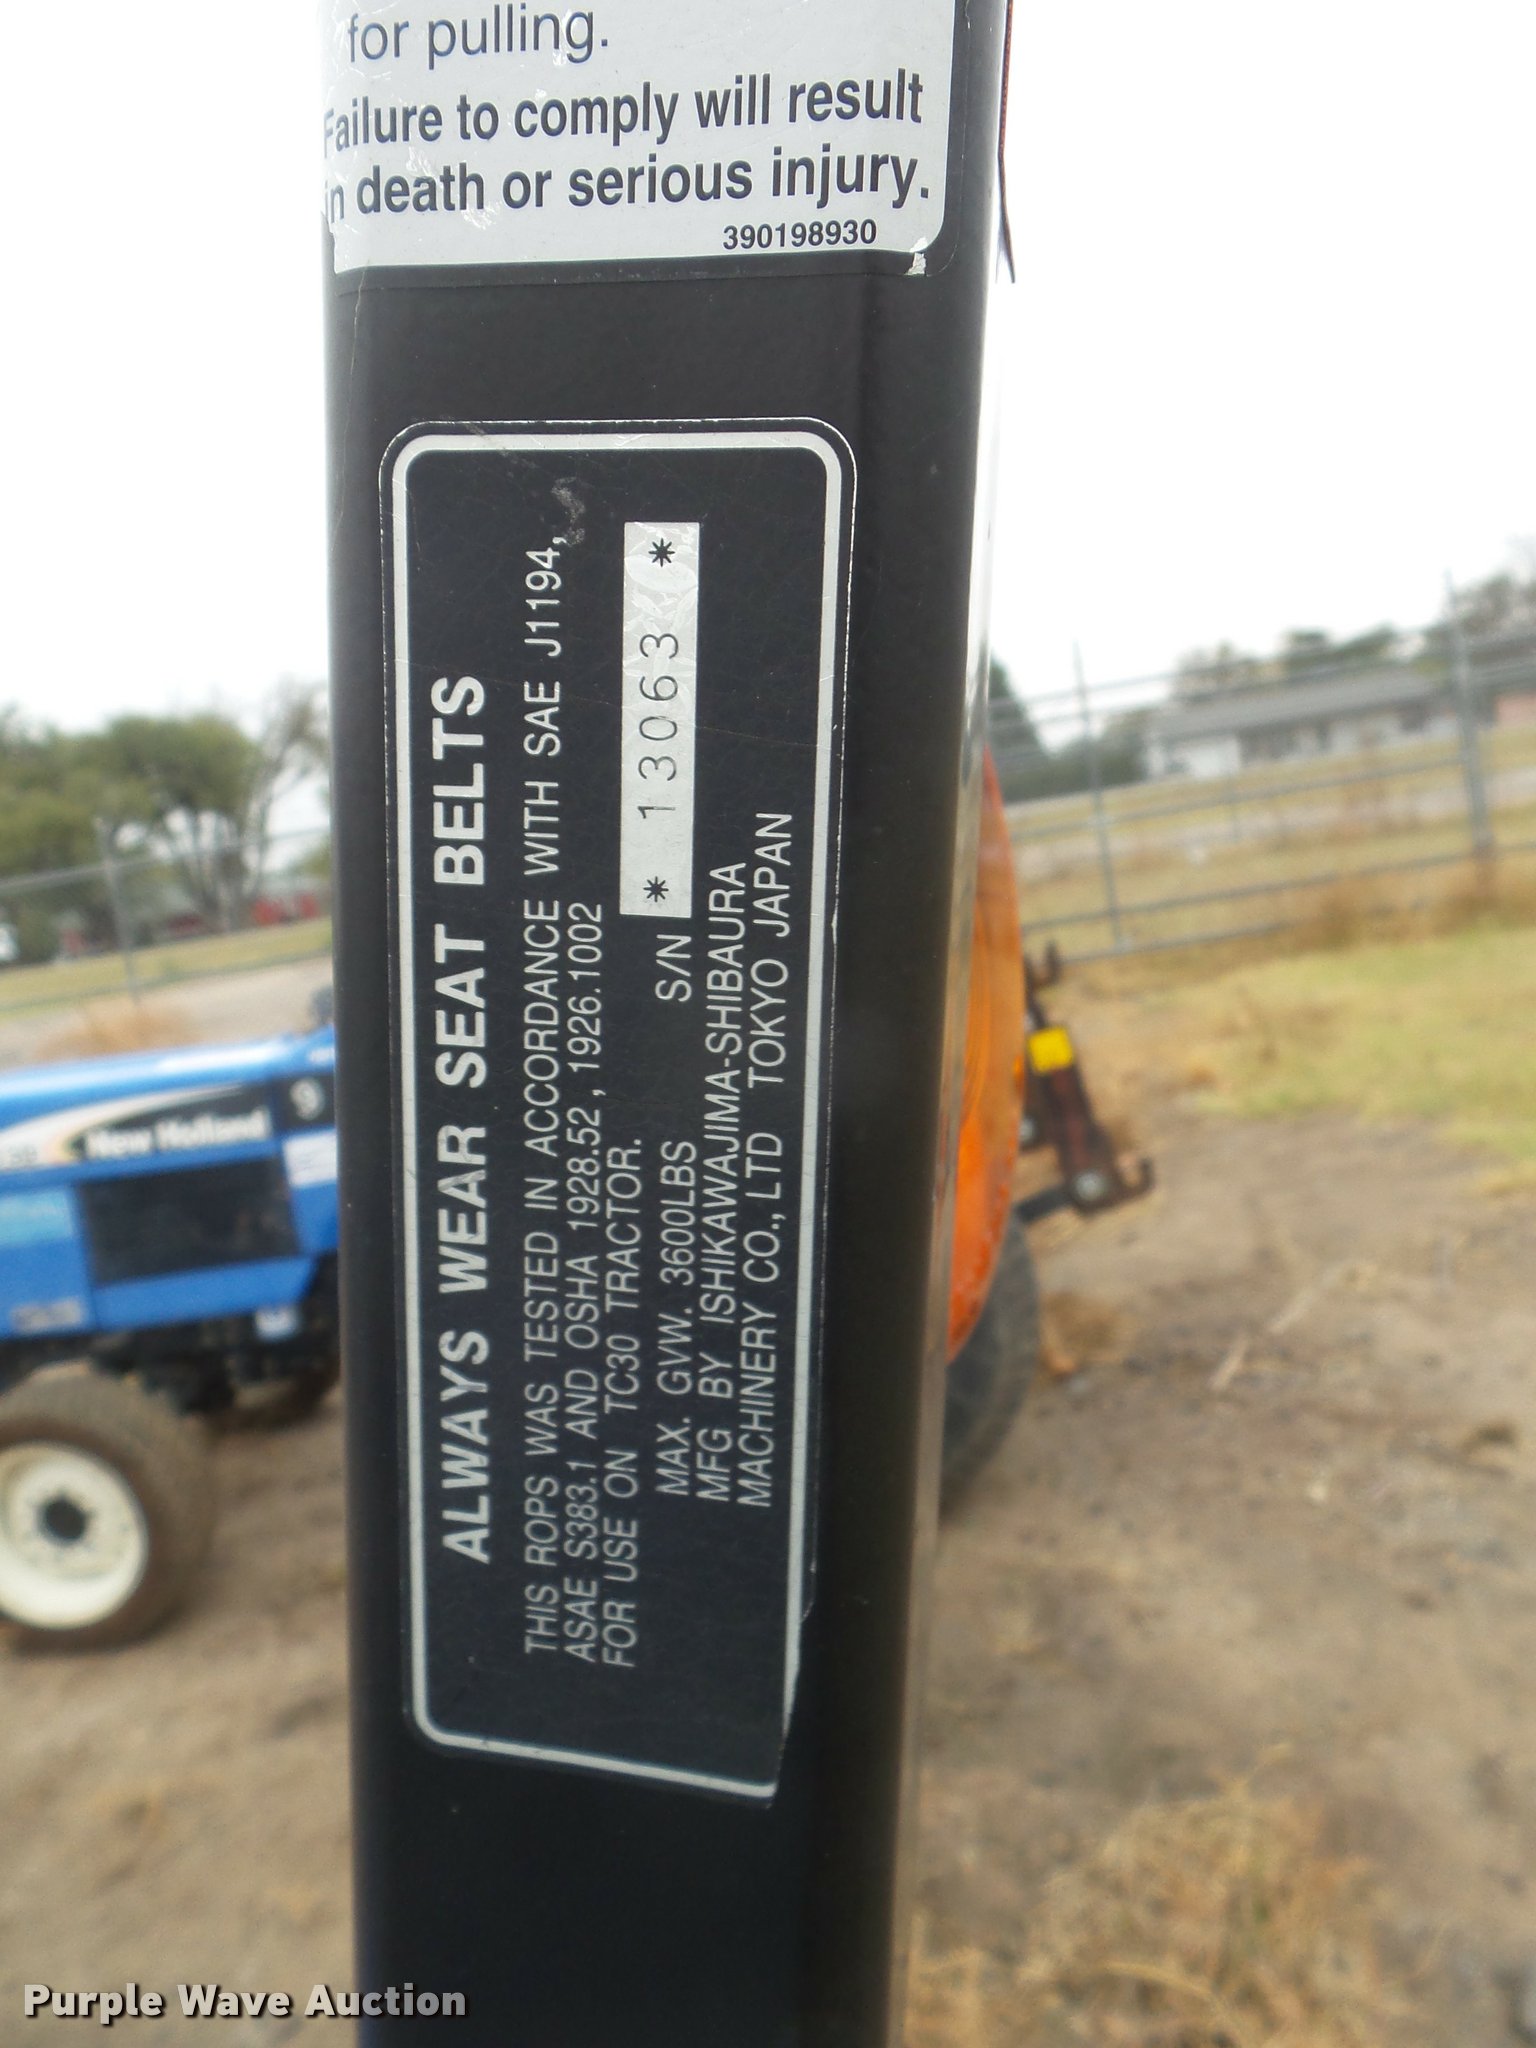 for pulling.
Failure to comply will result
in death or serious injury.
390198930
ALWAYS WEAR SEAT BELTS
THIS ROPS WAS TESTED IN ACCORDANCE WITH SAE J1194,
ASAE S383.1 AND OSHA 1928.52, 1926.1002
FOR USE ON TC30 TRACTOR.
MAX. GVW. 3600LBS S/N * 13063 *
MFG BY ISHIKAWAJIMA-SHIBAURA
MACHINERY CO., LTD TOKYO JAPAN
New Holland
9
Purple Wave Auction